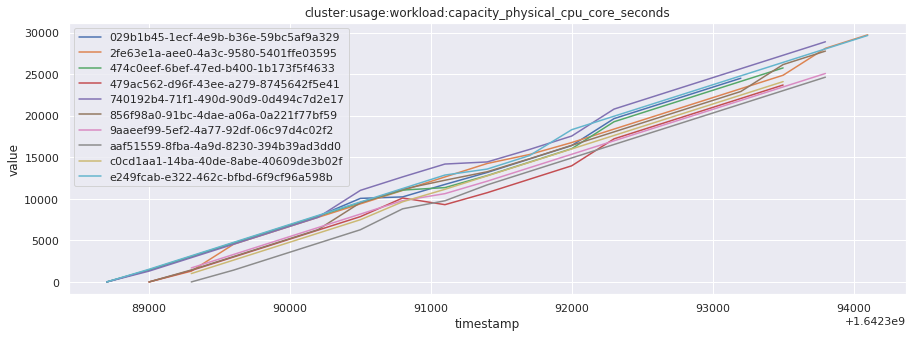 cluster:usage:workload:capacity_physical_cpu_core_seconds
30000
25000
20000
15000
10000
5000
0
value
029b1b45-1ecf-4e9b-b36e-59bc5af9a329
2fe63e1a-aee0-4a3c-9580-5401ffe03595
474c0eef-6bef-47ed-b400-1b173f5f4633
479ac562-d96f-43ee-a279-8745642f5e41
740192b4-71f1-490d-90d9-0d494c7d2e17
856f98a0-91bc-4dae-a06a-0a221f77bf59
9aaeef99-5ef2-4a77-92df-06c97d4c02f2
aaf51559-8fba-4a9d-8230-394b39ad3dd0
c0cd1aa1-14ba-40de-8abe-40609de3b02f
e249fcab-e322-462c-bfbd-6f9cf96a598b
89000 90000 91000 92000 93000 94000
timestamp
+1.6423e9